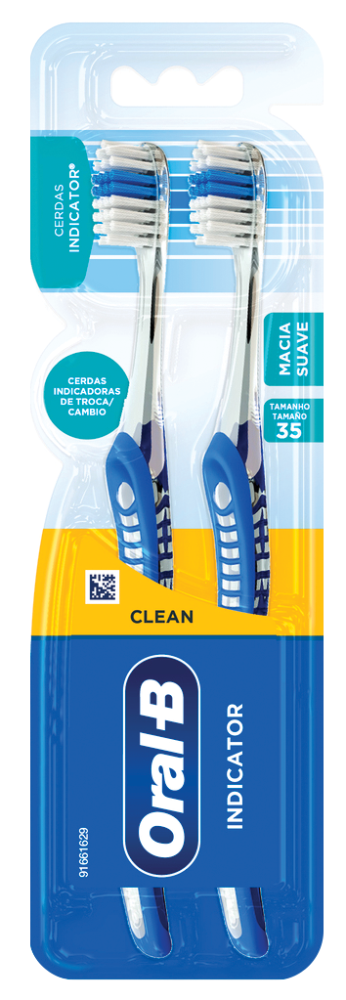 CERDAS
INDICATOR®
MACIA
SUAVE
CERDAS
INDICADORAS
DE TROCA/
CAMBIO
TAMANHO
TAMAÑO
35
CLEAN
Oral-B
INDICATOR
91661629